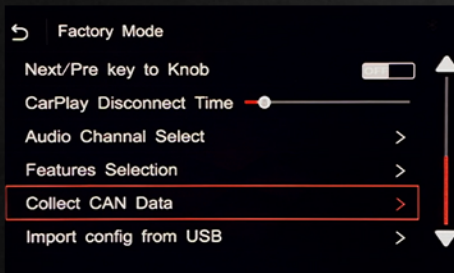 Factory Mode
Next/Pre key to Knob
CarPlay Disconnect Time
Audio Channal Select
Features Selection
Collect CAN Data
Import config from USB